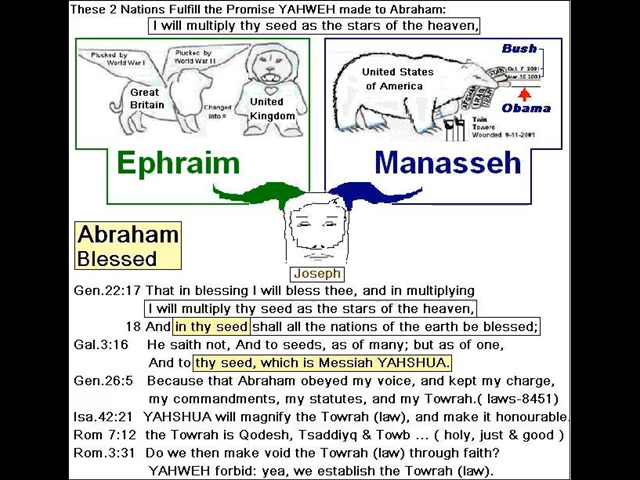 These 2 Nations Fulfill the Promise YAHWEH made to Abraham:
I will multiply thy seed as the stars of the heaven,
Plucked by
World War I
Plucked by
World War II
Great
Britain
Changed
into =
United
Kingdom
United States
of America
Bush
Oct 7 2001
Mar 20 2003
Obama
Twin
Towers
Wounded 9-11-2001
Ephraim
Manasseh
Abraham
Blessed
Joseph
Gen.22:17 That in blessing I will bless thee, and in multiplying
I will multiply thy seed as the stars of the heaven,
18 And in thy seed shall all the nations of the earth be blessed;
Gal.3:16 He saith not, And to seeds, as of many; but as of one,
And to thy seed, which is Messiah YAHSHUA.
Gen.26:5 Because that Abraham obeyed my voice, and kept my charge,
my commandments, my statutes, and my Towrah.( laws-8451)
Isa.42:21 YAHSHUA will magnify the Towrah (law), and make it honourable.
Rom 7:12 the Towrah is Qodesh, Tsaddiyq & Towb ... ( holy, just & good )
Rom.3:31 Do we then make void the Towrah (law) through faith?
YAHWEH forbid: yea, we establish the Towrah (law).